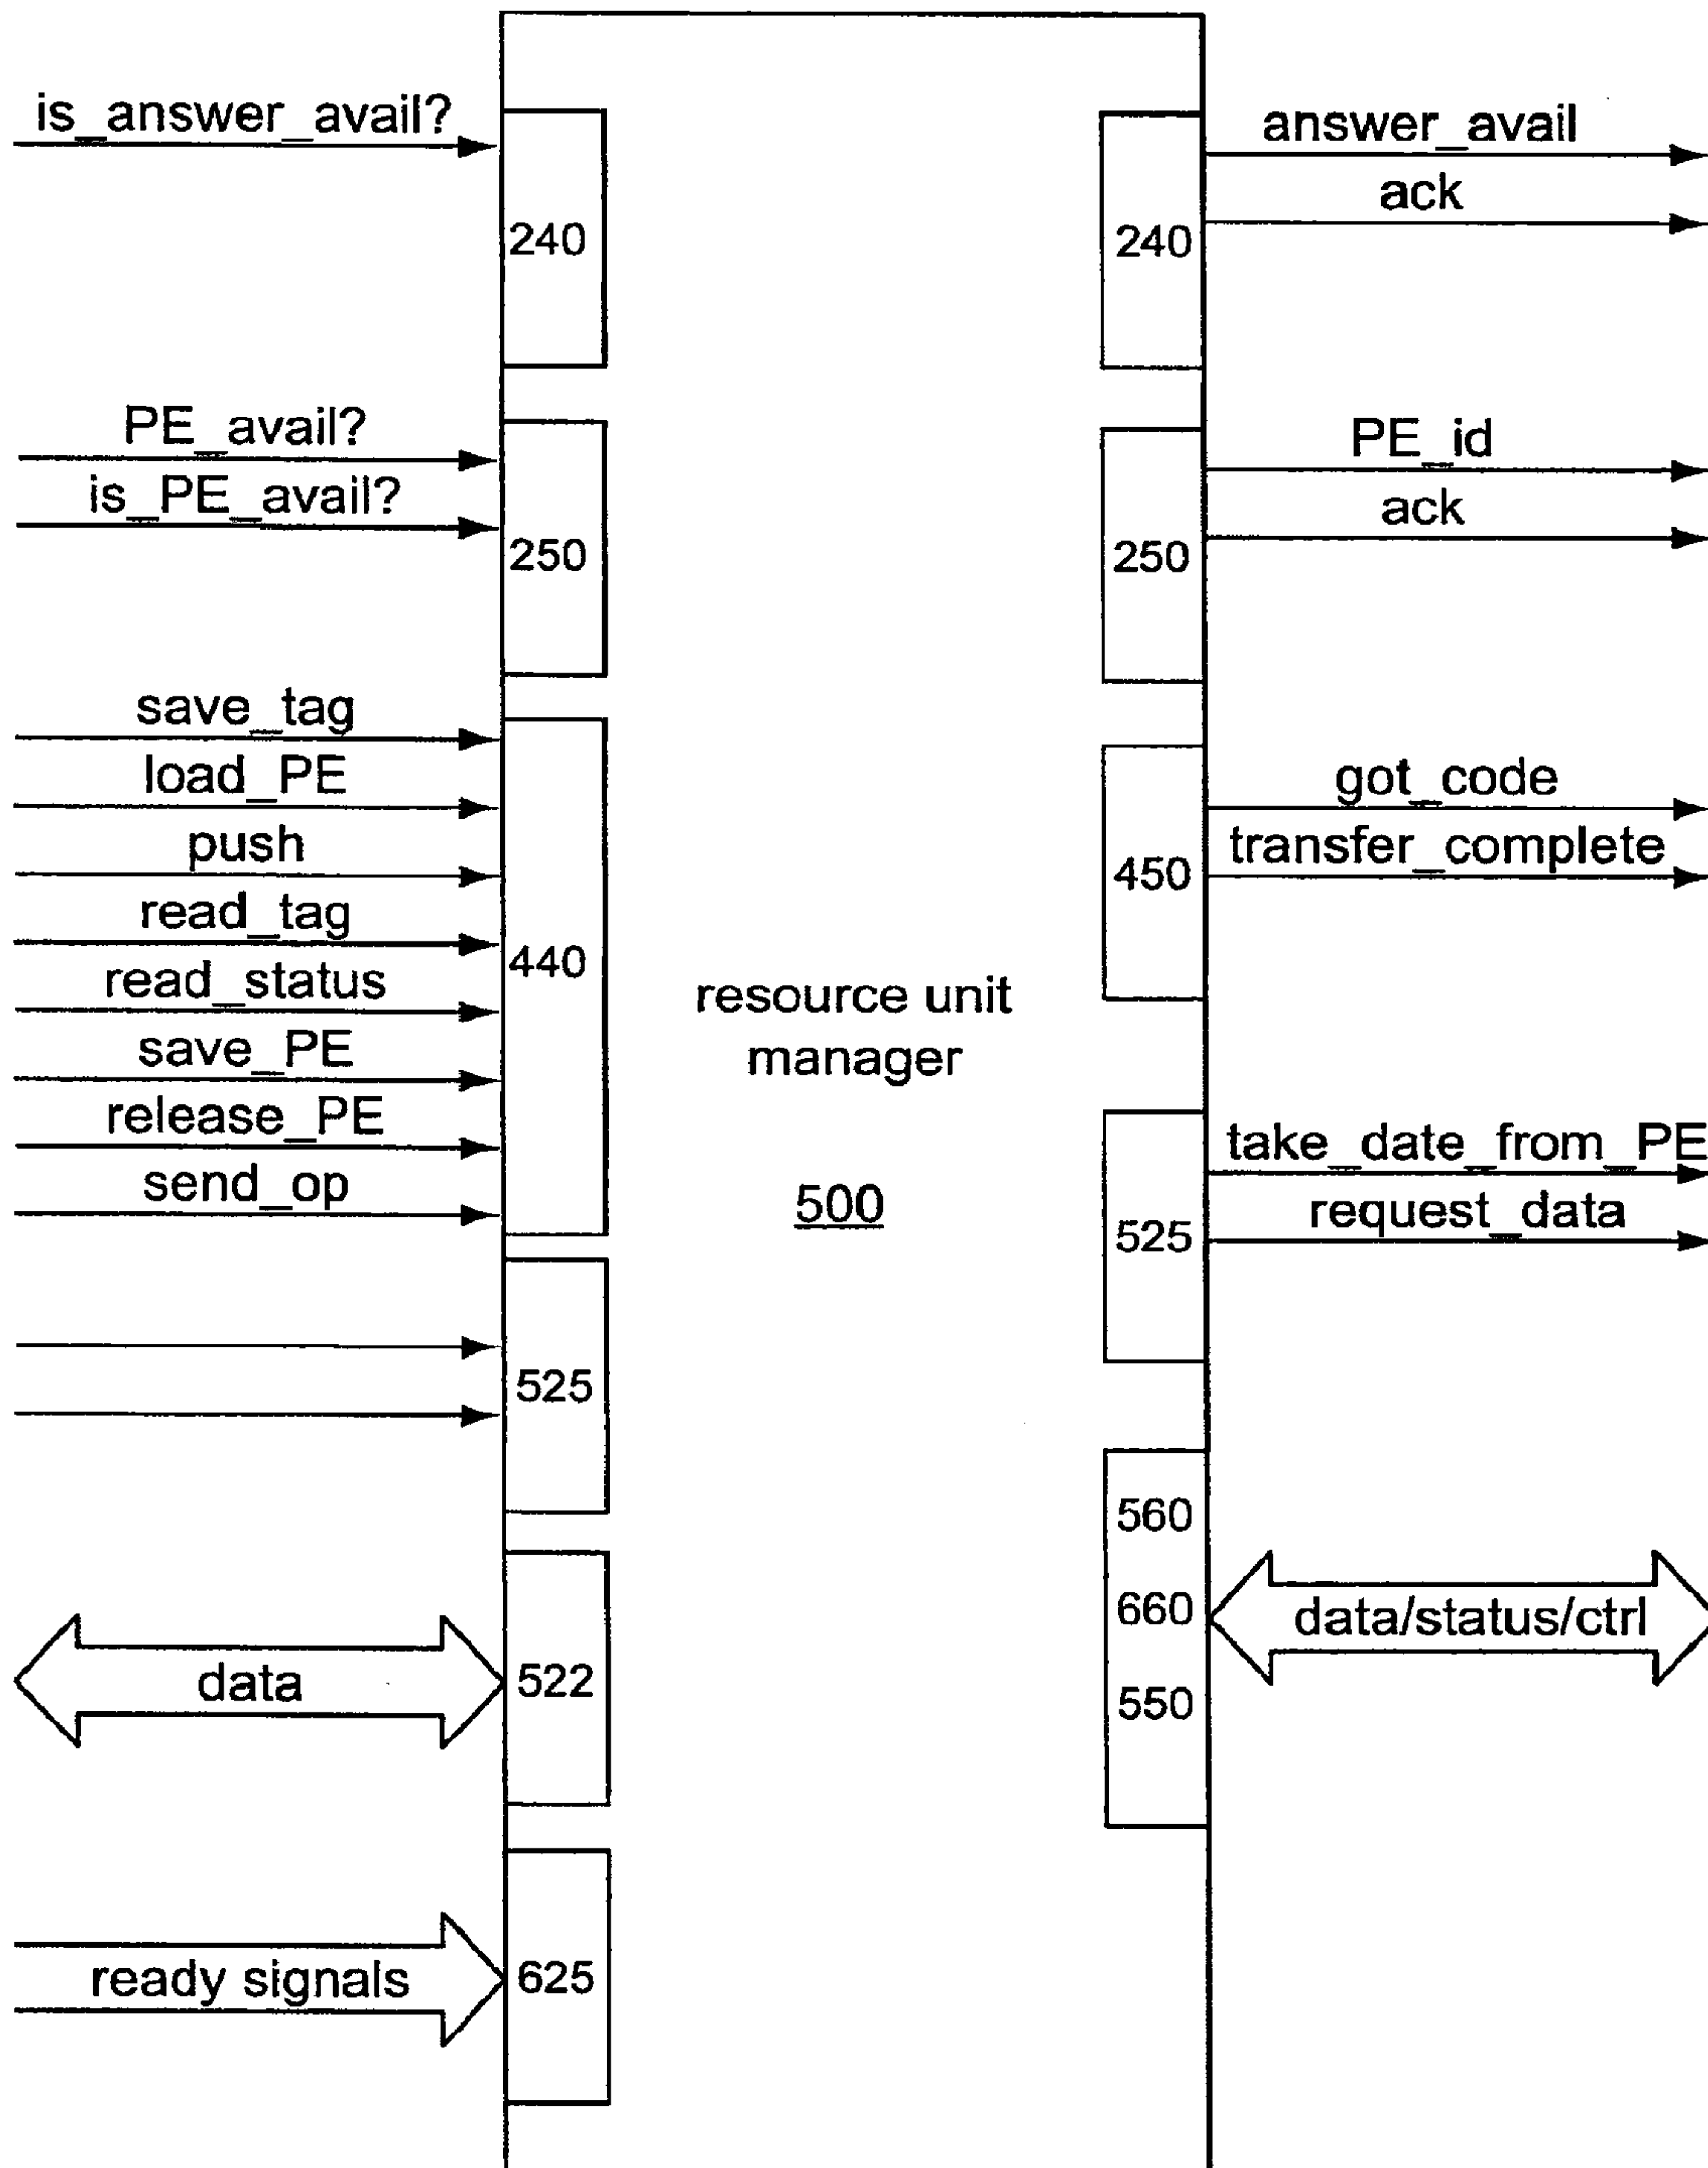 is_answer_avail?
240
PE_avail?
is_PE_avail?
250
save_tag
load_PE
push
read_tag
read_status
save_PE
release_PE
send_op
440
525
data
522
ready signals
625
resource unit
manager
500
answer_avail
ack
240
PE_id
ack
250
got_code
transfer_complete
450
take_date_from_PE
request_data
525
560
660
550
data/status/ctrl